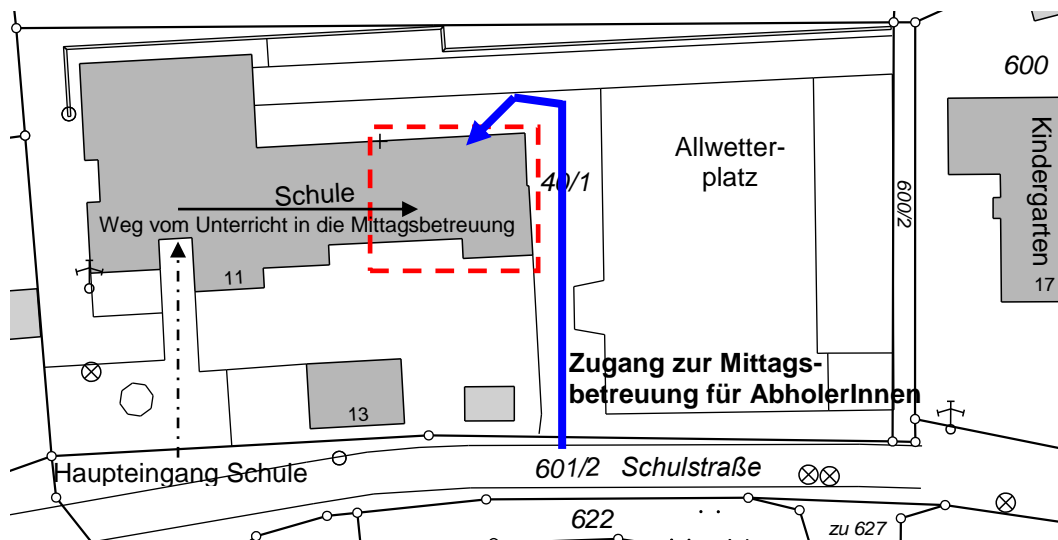 600
Kindergarten
17
Allwetter-
platz
40/1
600/2
Schule
Weg vom Unterricht in die Mittagsbetreuung
11
13
Zugang zur Mittags-
betreuung für AbholerInnen
Haupteingang Schule
601/2 Schulstraße
622
zu 627